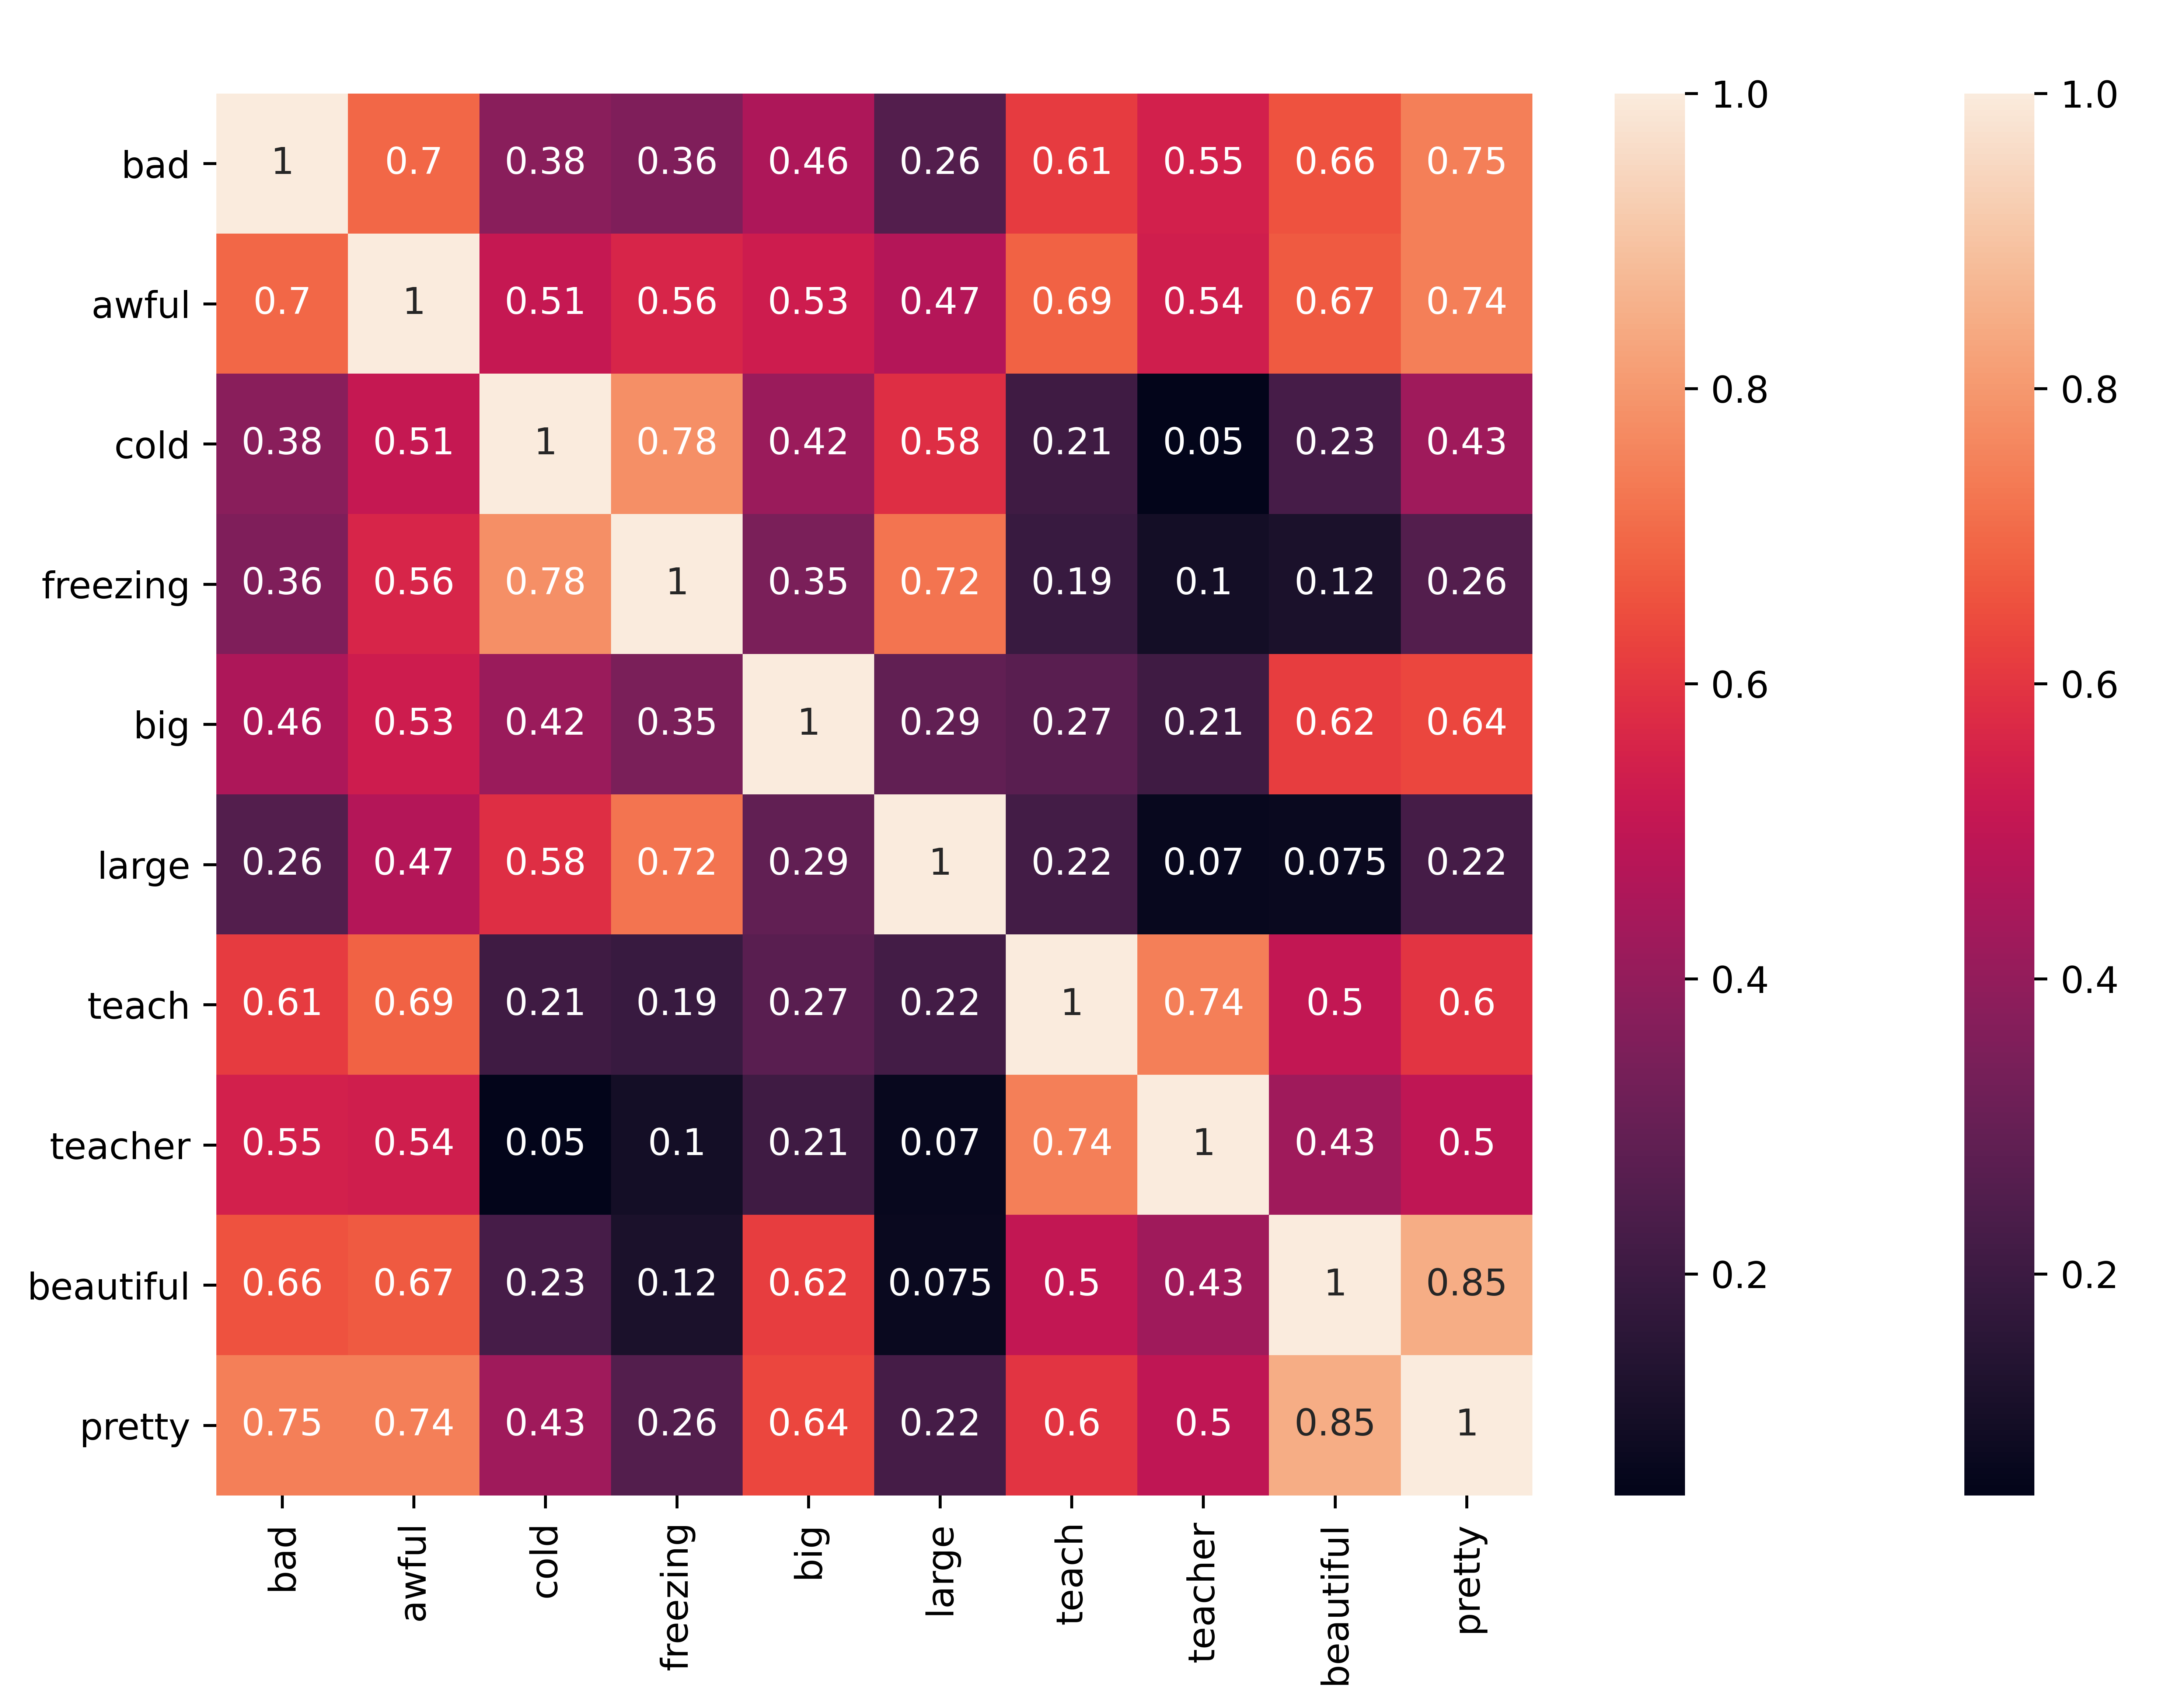 bad 1 0.7 0.38 0.36 0.46 0.26 0.61 0.55 0.66 0.75
awful 0.7 1 0.51 0.56 0.53 0.47 0.69 0.54 0.67 0.74
cold 0.38 0.51 1 0.78 0.42 0.58 0.21 0.05 0.23 0.43
freezing 0.36 0.56 0.78 1 0.35 0.72 0.19 0.1 0.12 0.26
big 0.46 0.53 0.42 0.35 1 0.29 0.27 0.21 0.62 0.64
large 0.26 0.47 0.58 0.72 0.29 1 0.22 0.07 0.075 0.22
teach 0.61 0.69 0.21 0.19 0.27 0.22 1 0.74 0.5 0.6
teacher 0.55 0.54 0.05 0.1 0.21 0.07 0.74 1 0.43 0.5
beautiful 0.66 0.67 0.23 0.12 0.62 0.075 0.5 0.43 1 0.85
pretty 0.75 0.74 0.43 0.26 0.64 0.22 0.6 0.5 0.85 1
bad awful cold freezing big large teach teacher beautiful pretty
1.0
0.8
0.6
0.4
0.2
1.0
0.8
0.6
0.4
0.2